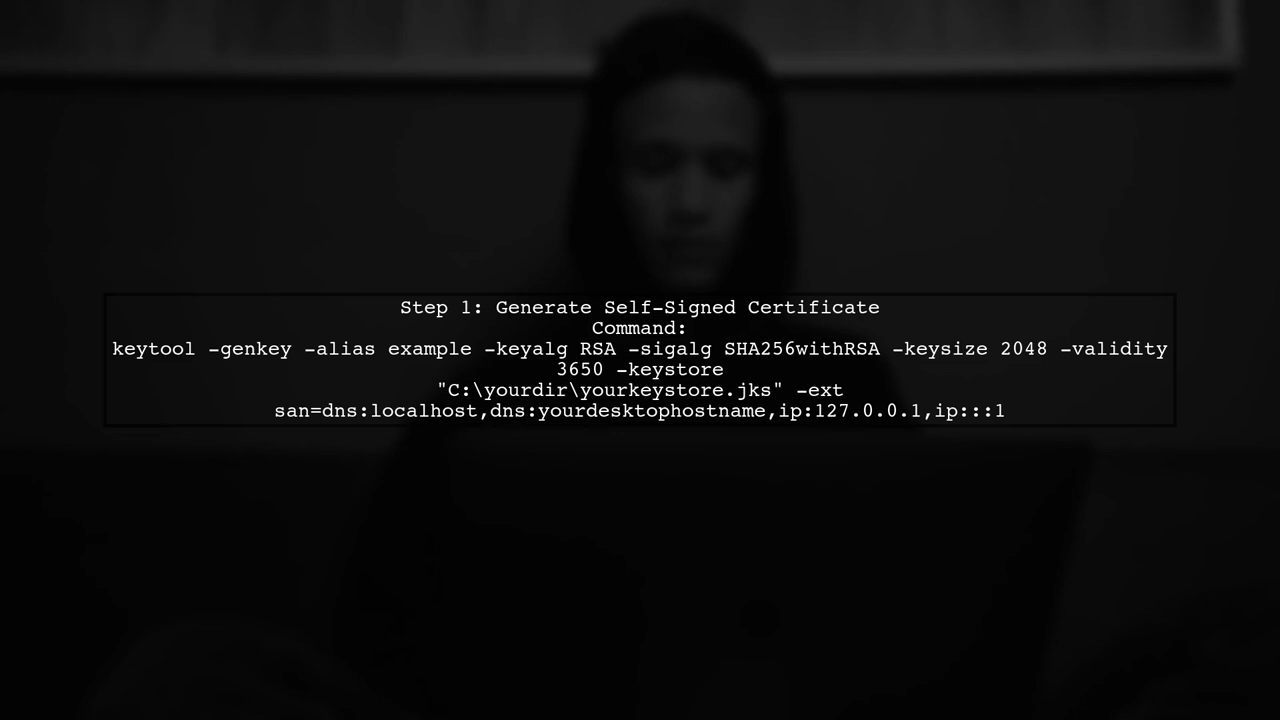 Step 1: Generate Self-Signed Certificate
Command:
keytool -genkey -alias example -keyalg RSA -sigalg SHA256withRSA -keysize 2048 -validity
3650 -keystore
"C:\yourdir\yourkeystore.jks" -ext
san=dns:localhost,dns:yourdesktophostname,ip:127.0.0.1,ip:::1